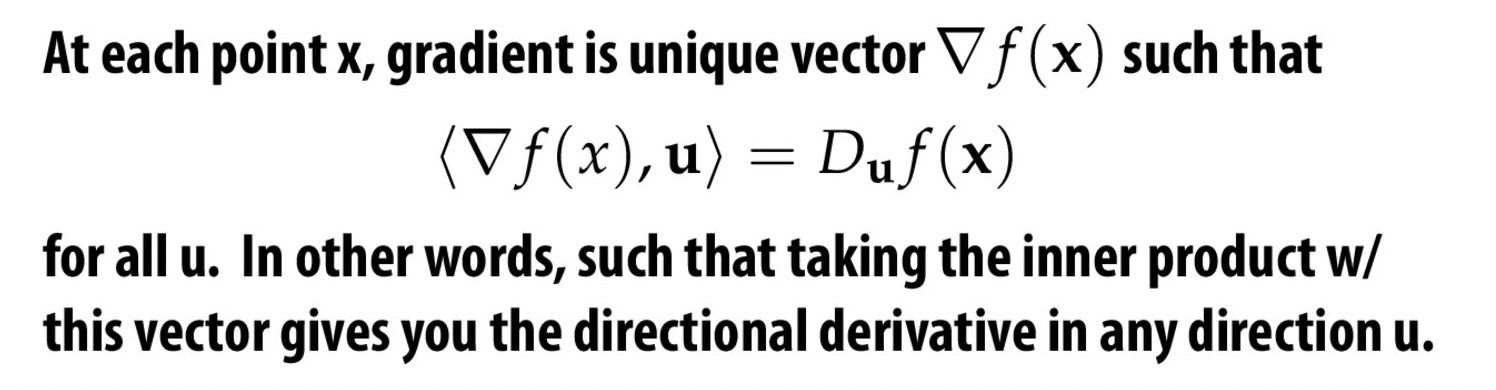 At each point x, gradient is unique vector ∇f(𝐱) such that
⟨∇f(x), 𝐮⟩ = D𝐮f(𝐱)
for all u. In other words, such that taking the inner product w/
this vector gives you the directional derivative in any direction u.